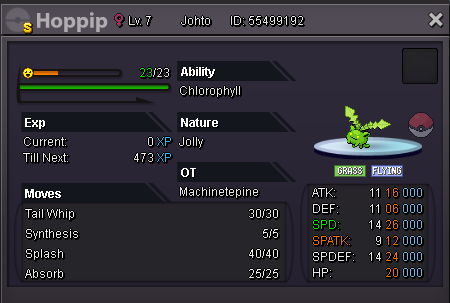 S Hoppip Lv. 7 Johto ID: 55499192
23/23
Ability
Chlorophyll
Exp
Current: 0 XP
Till Next: 473 XP
Nature
Jolly
OT
Machinetepine
GRASS FLYING
Moves
Tail Whip 30/30
Synthesis 5/5
Splash 40/40
Absorb 25/25
ATK: 11 16 000
DEF: 11 06 000
SPD: 14 26 000
SPATK: 9 12 000
SPDEF: 14 24 000
HP: 20 000